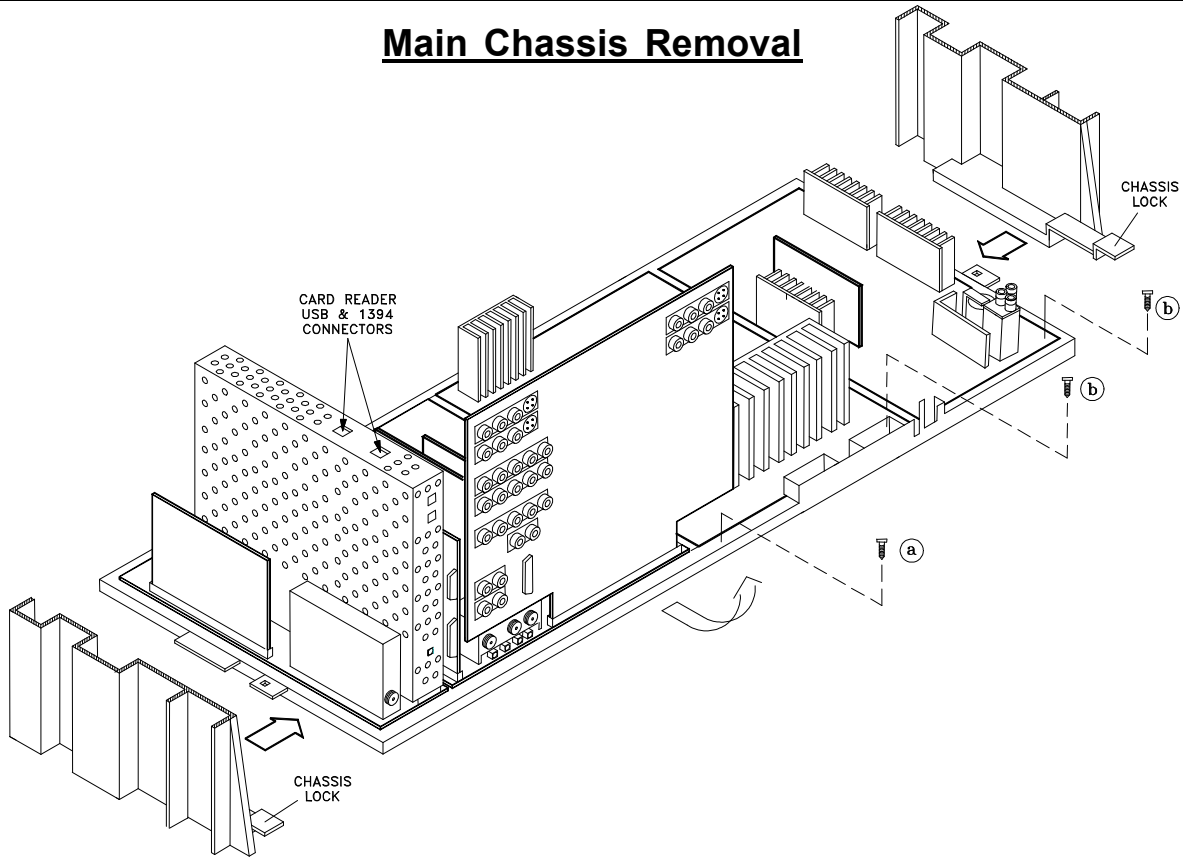 Main Chassis Removal
CHASSIS
LOCK
CARD READER
USB & 1394
CONNECTORS
b
b
a
CHASSIS
LOCK